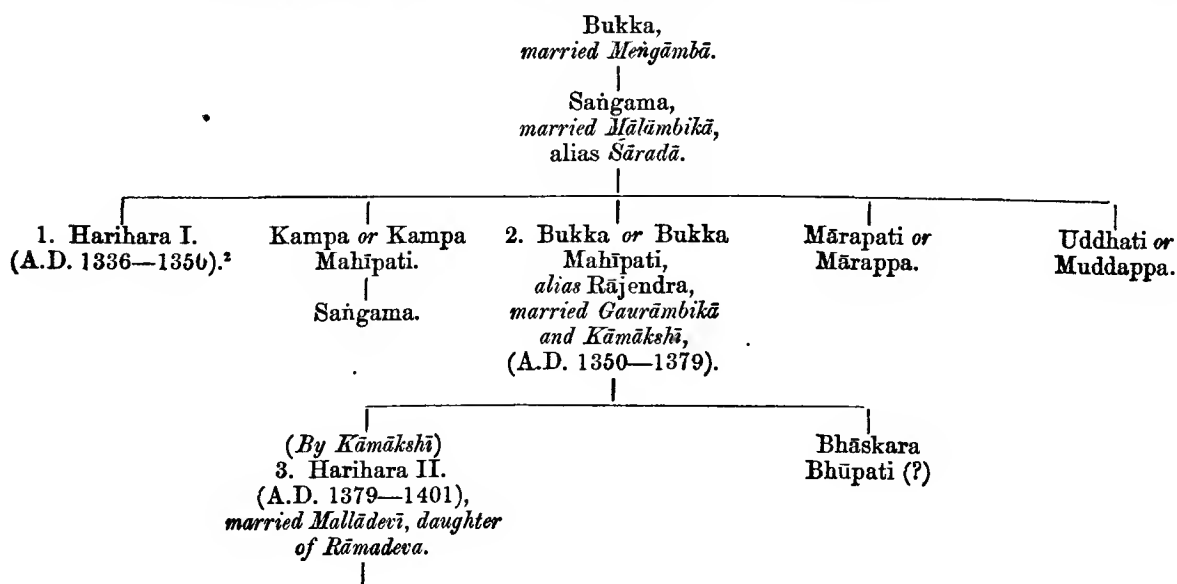 Bukka,
married Meṅgāmbā.
Saṅgama,
married Mālāmbikā,
alias Śāradā.
1. Harihara I.
(A.D. 1336—1350).²
Kampa or Kampa
Mahīpati.
Saṅgama.
2. Bukka or Bukka
Mahīpati,
alias Rājendra,
married Gaurāmbikā
and Kāmākshī,
(A.D. 1350—1379).
Mārapati or
Mārappa.
Uddhati or
Muddappa.
(By Kāmākshī)
3. Harihara II.
(A.D. 1379—1401),
married Mallādevī, daughter
of Rāmadeva.
Bhāskara
Bhūpati (?)